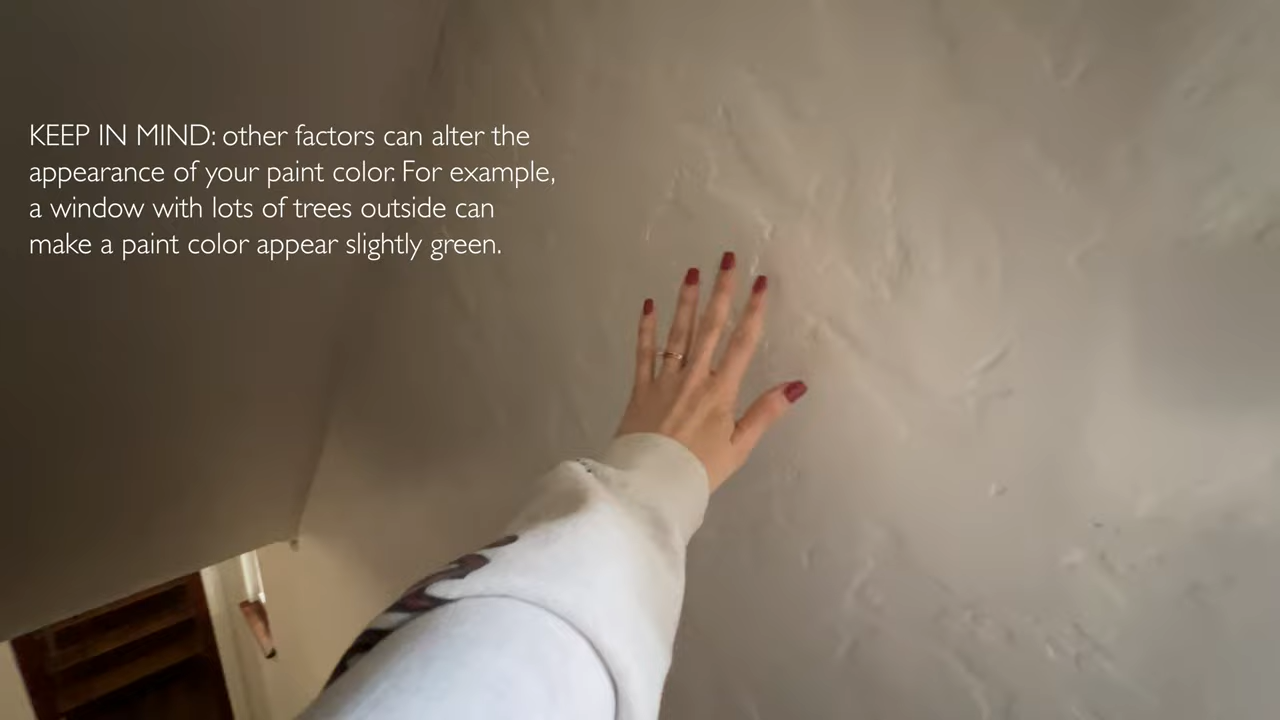 KEEP IN MIND: other factors can alter the
appearance of your paint color. For example,
a window with lots of trees outside can
make a paint color appear slightly green.